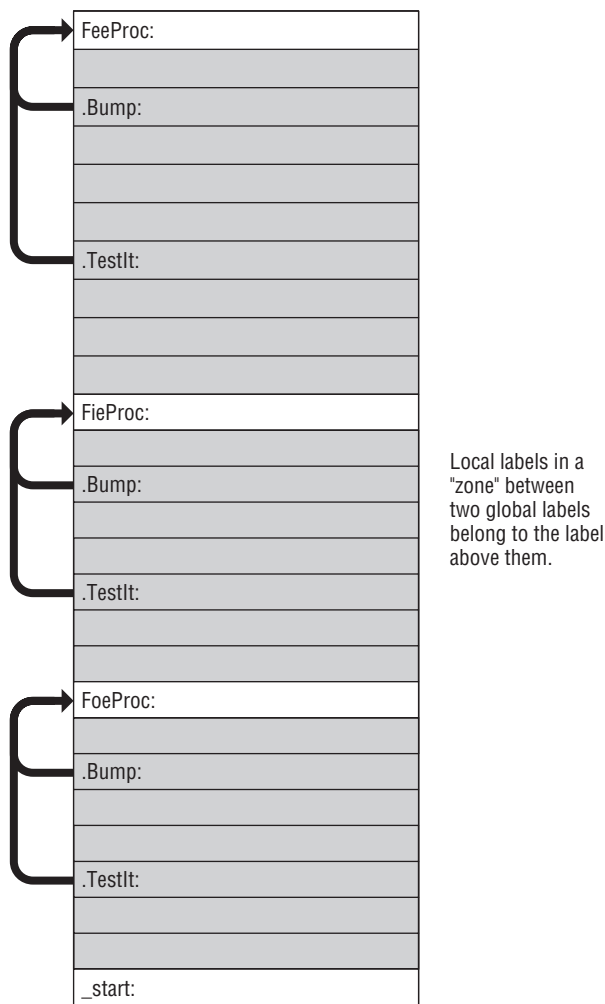 FeeProc:
.Bump:
.TestIt:
FieProc:
.Bump:
.TestIt:
Local labels in a
"zone" between
two global labels
belong to the label
above them.
FoeProc:
.Bump:
.TestIt:
_start: